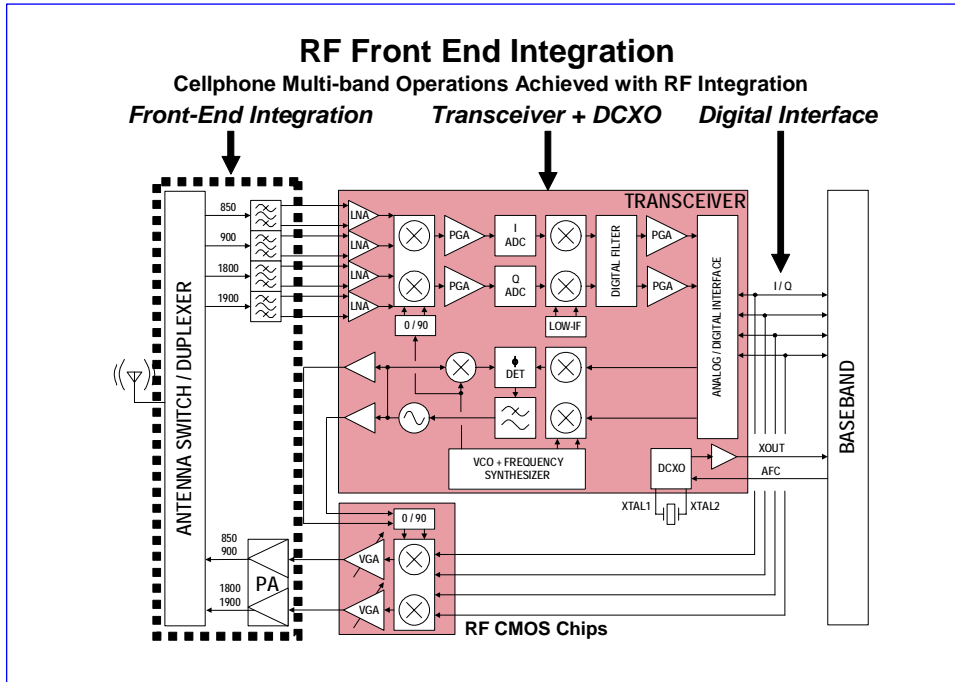 RF Front End Integration
Cellphone Multi-band Operations Achieved with RF Integration
Front-End Integration
Transceiver + DCXO
Digital Interface
TRANSCEIVER
ANTENNA SWITCH / DUPLEXER
850
900
1800
1900
LNA
LNA
LNA
LNA
0 / 90
PGA
PGA
I
ADC
Q
ADC
LOW-IF
DIGITAL FILTER
PGA
PGA
ANALOG / DIGITAL INTERFACE
I / Q
BASEBAND
ϕ
DET
VCO + FREQUENCY
SYNTHESIZER
DCXO
XOUT
AFC
XTAL1
XTAL2
0 / 90
VGA
VGA
850
900
PA
1800
1900
RF CMOS Chips